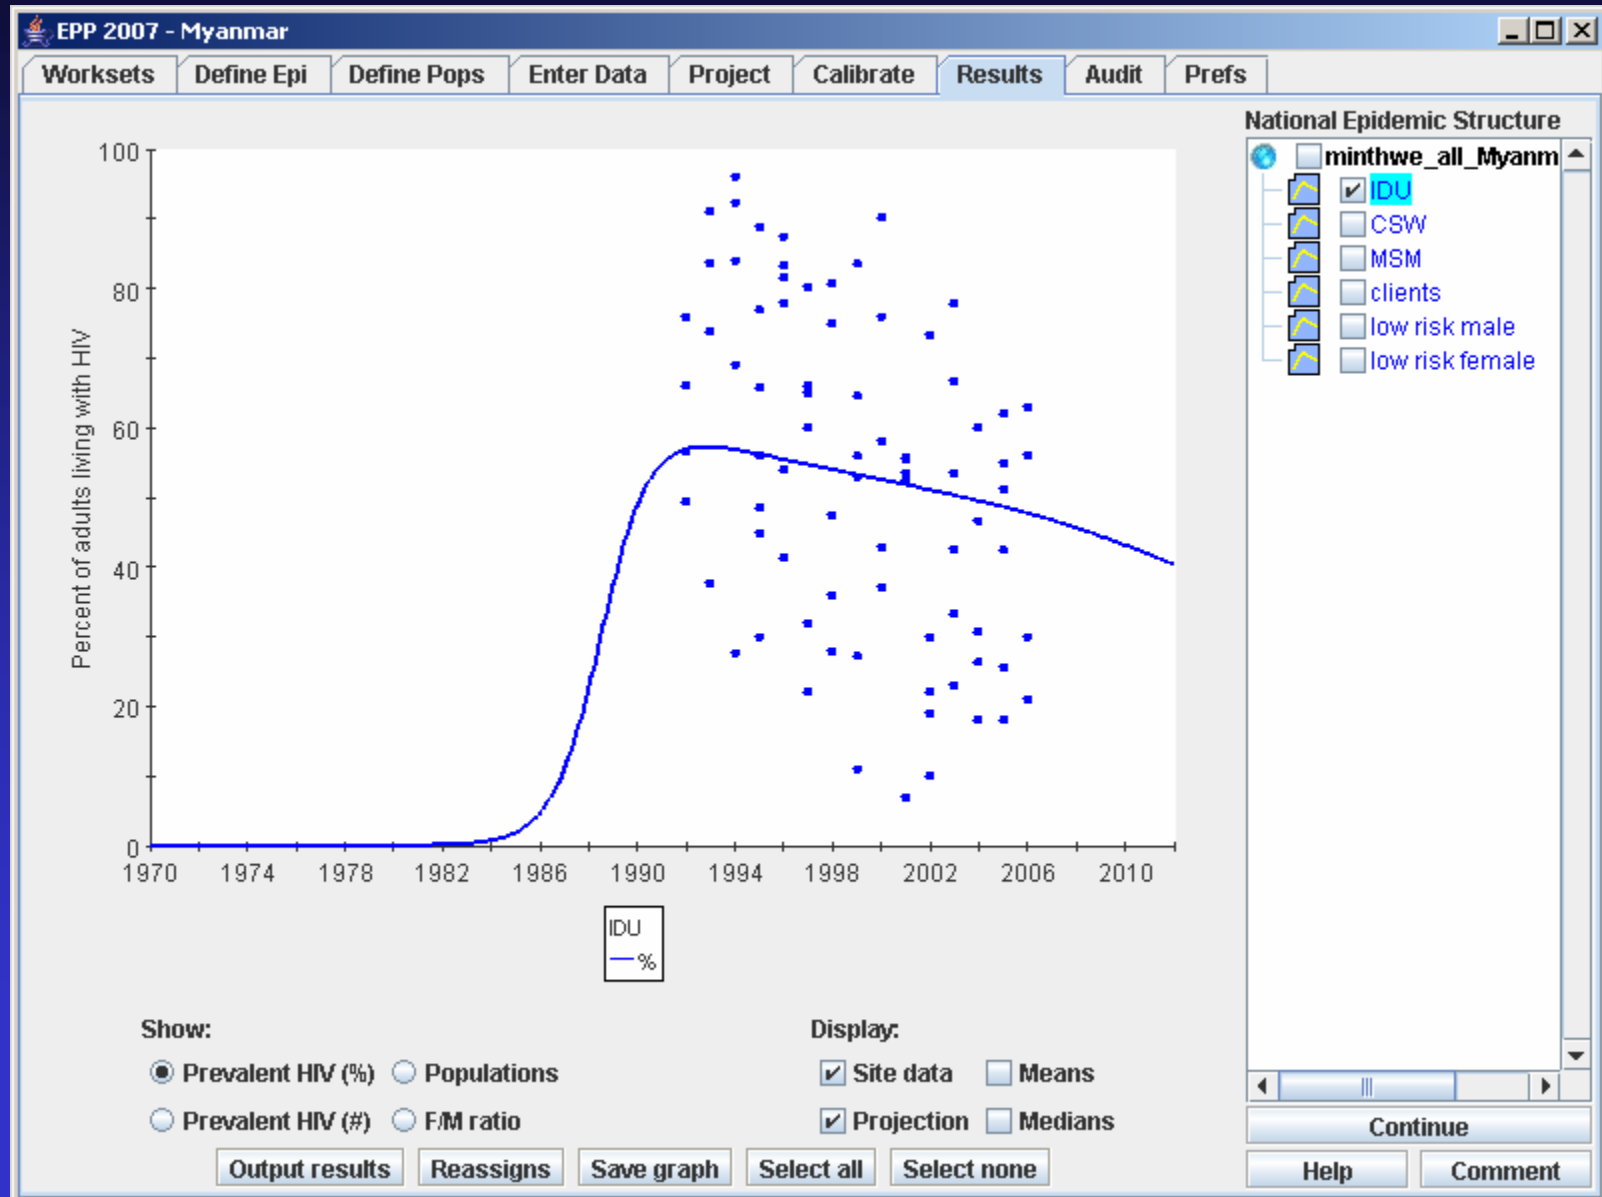 EPP 2007 - Myanmar
Worksets Define Epi Define Pops Enter Data Project Calibrate Results Audit Prefs
National Epidemic Structure
minthwe_all_Myanm
IDU
CSW
MSM
clients
low risk male
low risk female
Percent of adults living with HIV
100
80
60
40
20
0
1970 1974 1978 1982 1986 1990 1994 1998 2002 2006 2010
IDU
%
Show:
Prevalent HIV (%) Populations
Prevalent HIV (#) F/M ratio
Display:
Site data Means
Projection Medians
Output results Reassigns Save graph Select all Select none
Continue
Help Comment